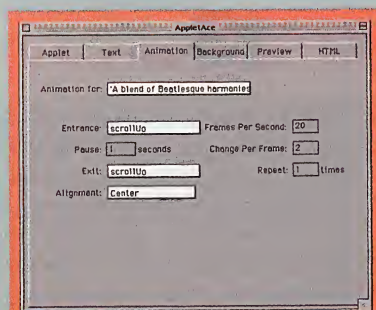 AppletAce
Applet Text Animation Background Preview HTML
Animation for: "A blend of Beatlesque harmonies
Entrance: scrollUp Frames Per Second: 20
Pause: 1 seconds Change Per Frame: 2
Exit: scrollUp Repeat: 1 times
Alignment: Center